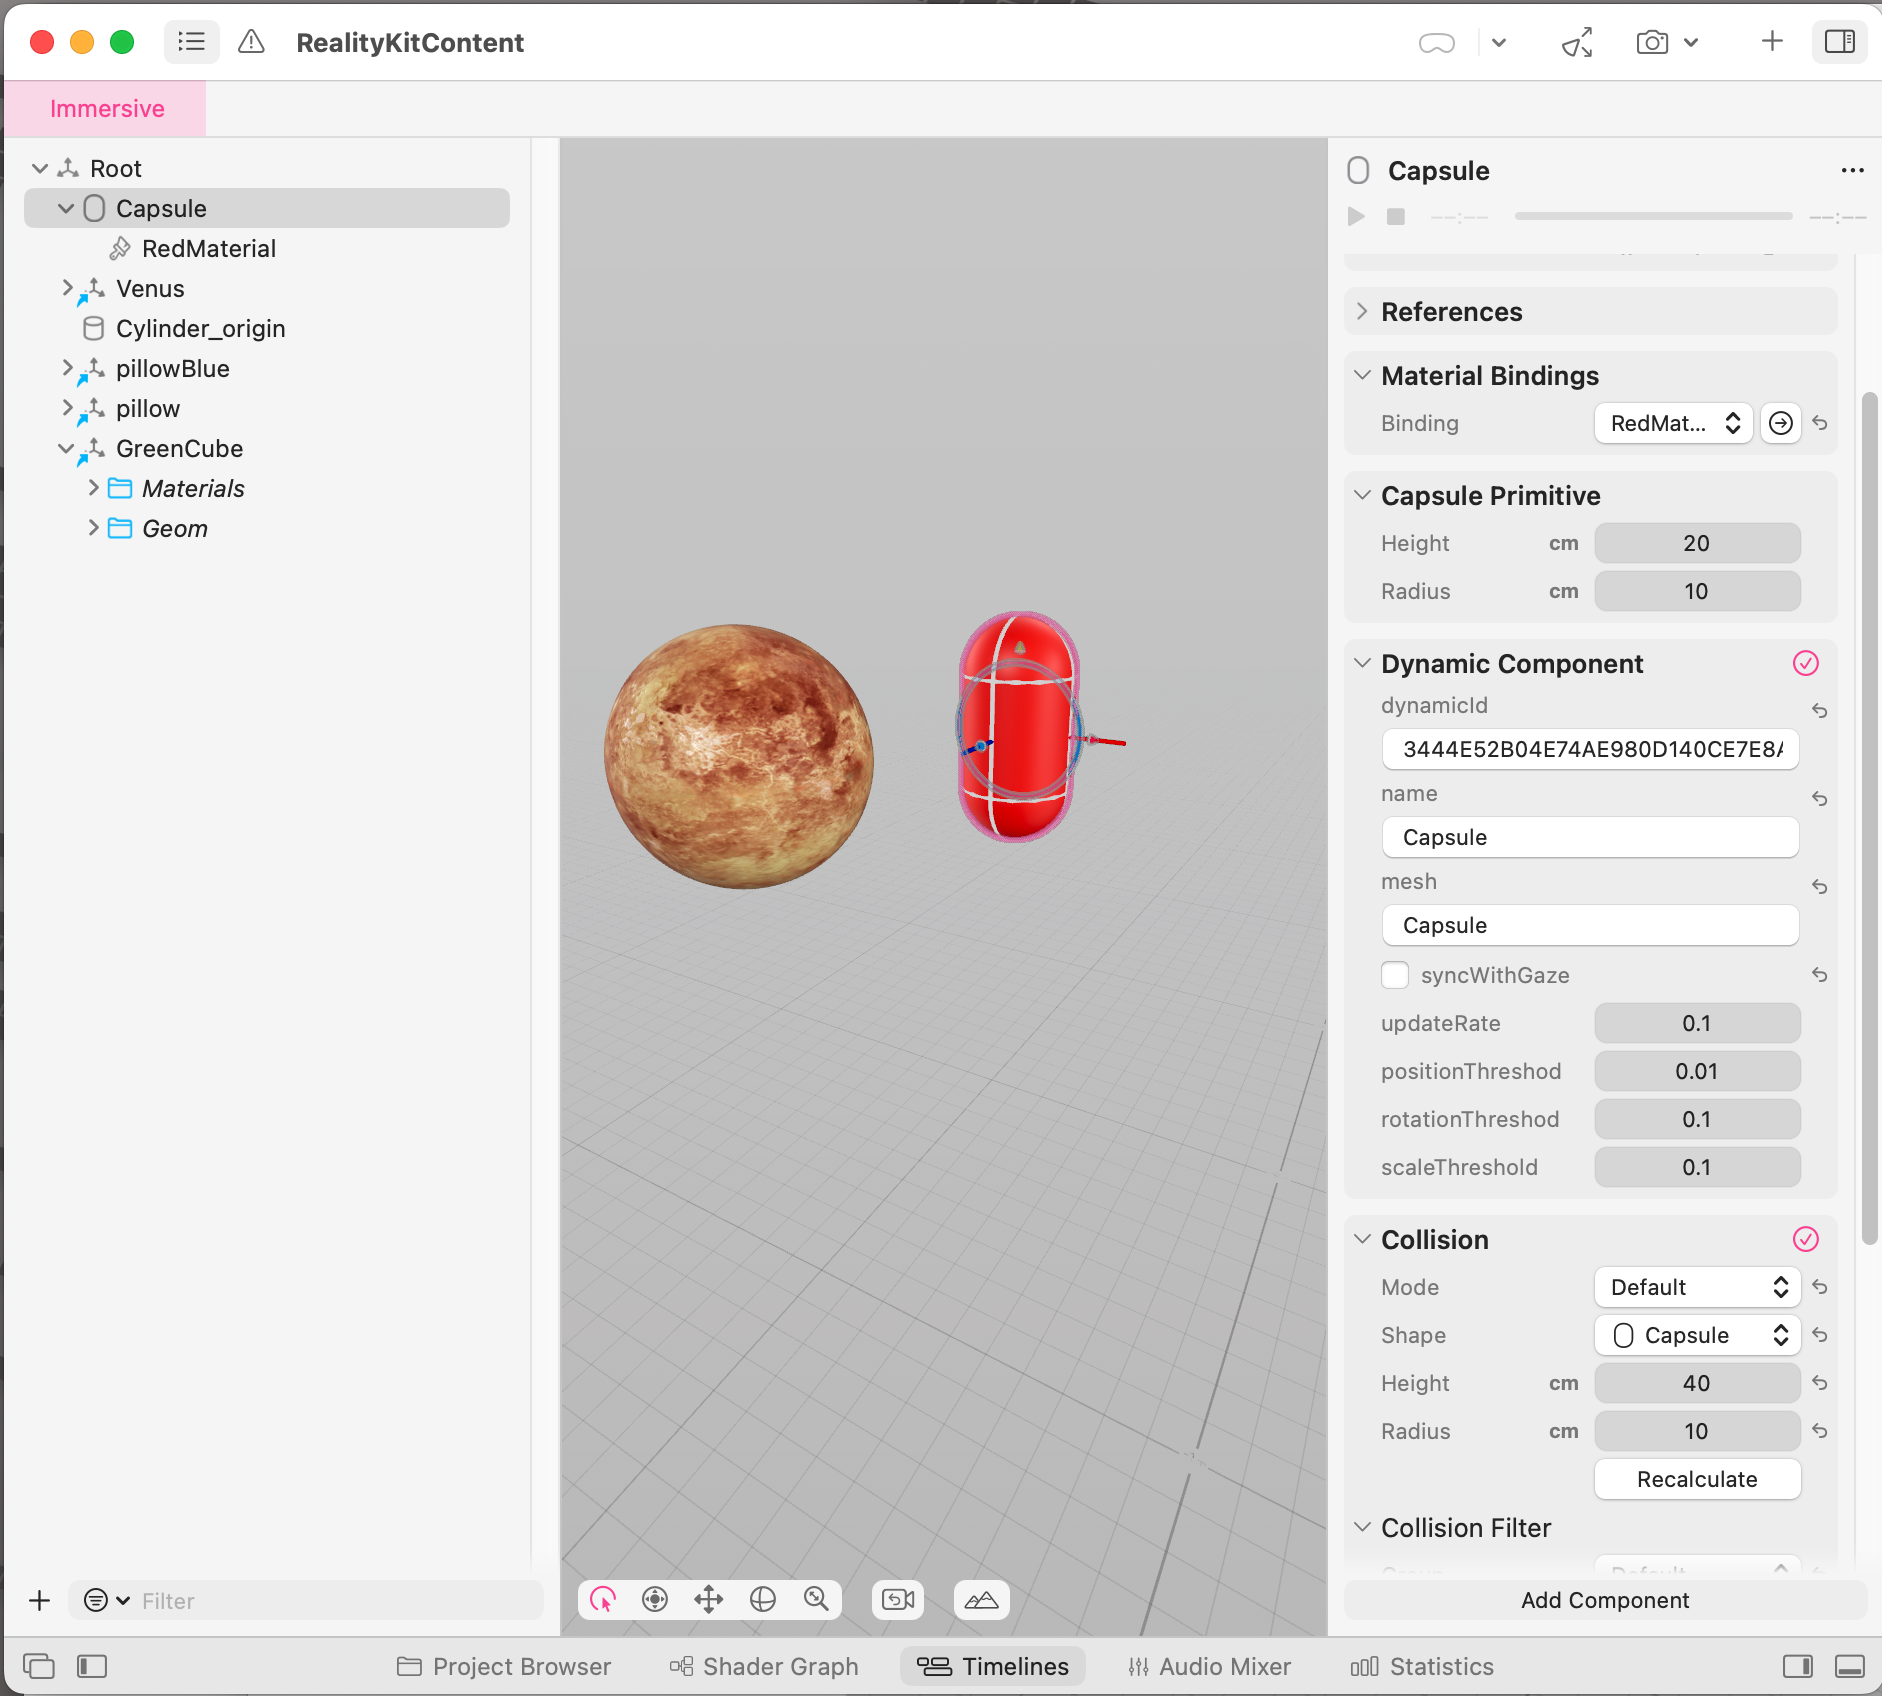 RealityKitContent
Immersive
Root
Capsule
RedMaterial
Venus
Cylinder_origin
pillowBlue
pillow
GreenCube
Materials
Geom
Filter
Capsule
--:--
--:--
References
Material Bindings
Binding RedMat...
Capsule Primitive
Height cm 20
Radius cm 10
Dynamic Component
dynamicId
3444E52B04E74AE980D140CE7E8A
name
Capsule
mesh
Capsule
syncWithGaze
updateRate 0.1
positionThreshod 0.01
rotationThreshod 0.1
scaleThreshold 0.1
Collision
Mode Default
Shape Capsule
Height cm 40
Radius cm 10
Recalculate
Collision Filter
Add Component
Project Browser Shader Graph Timelines Audio Mixer Statistics